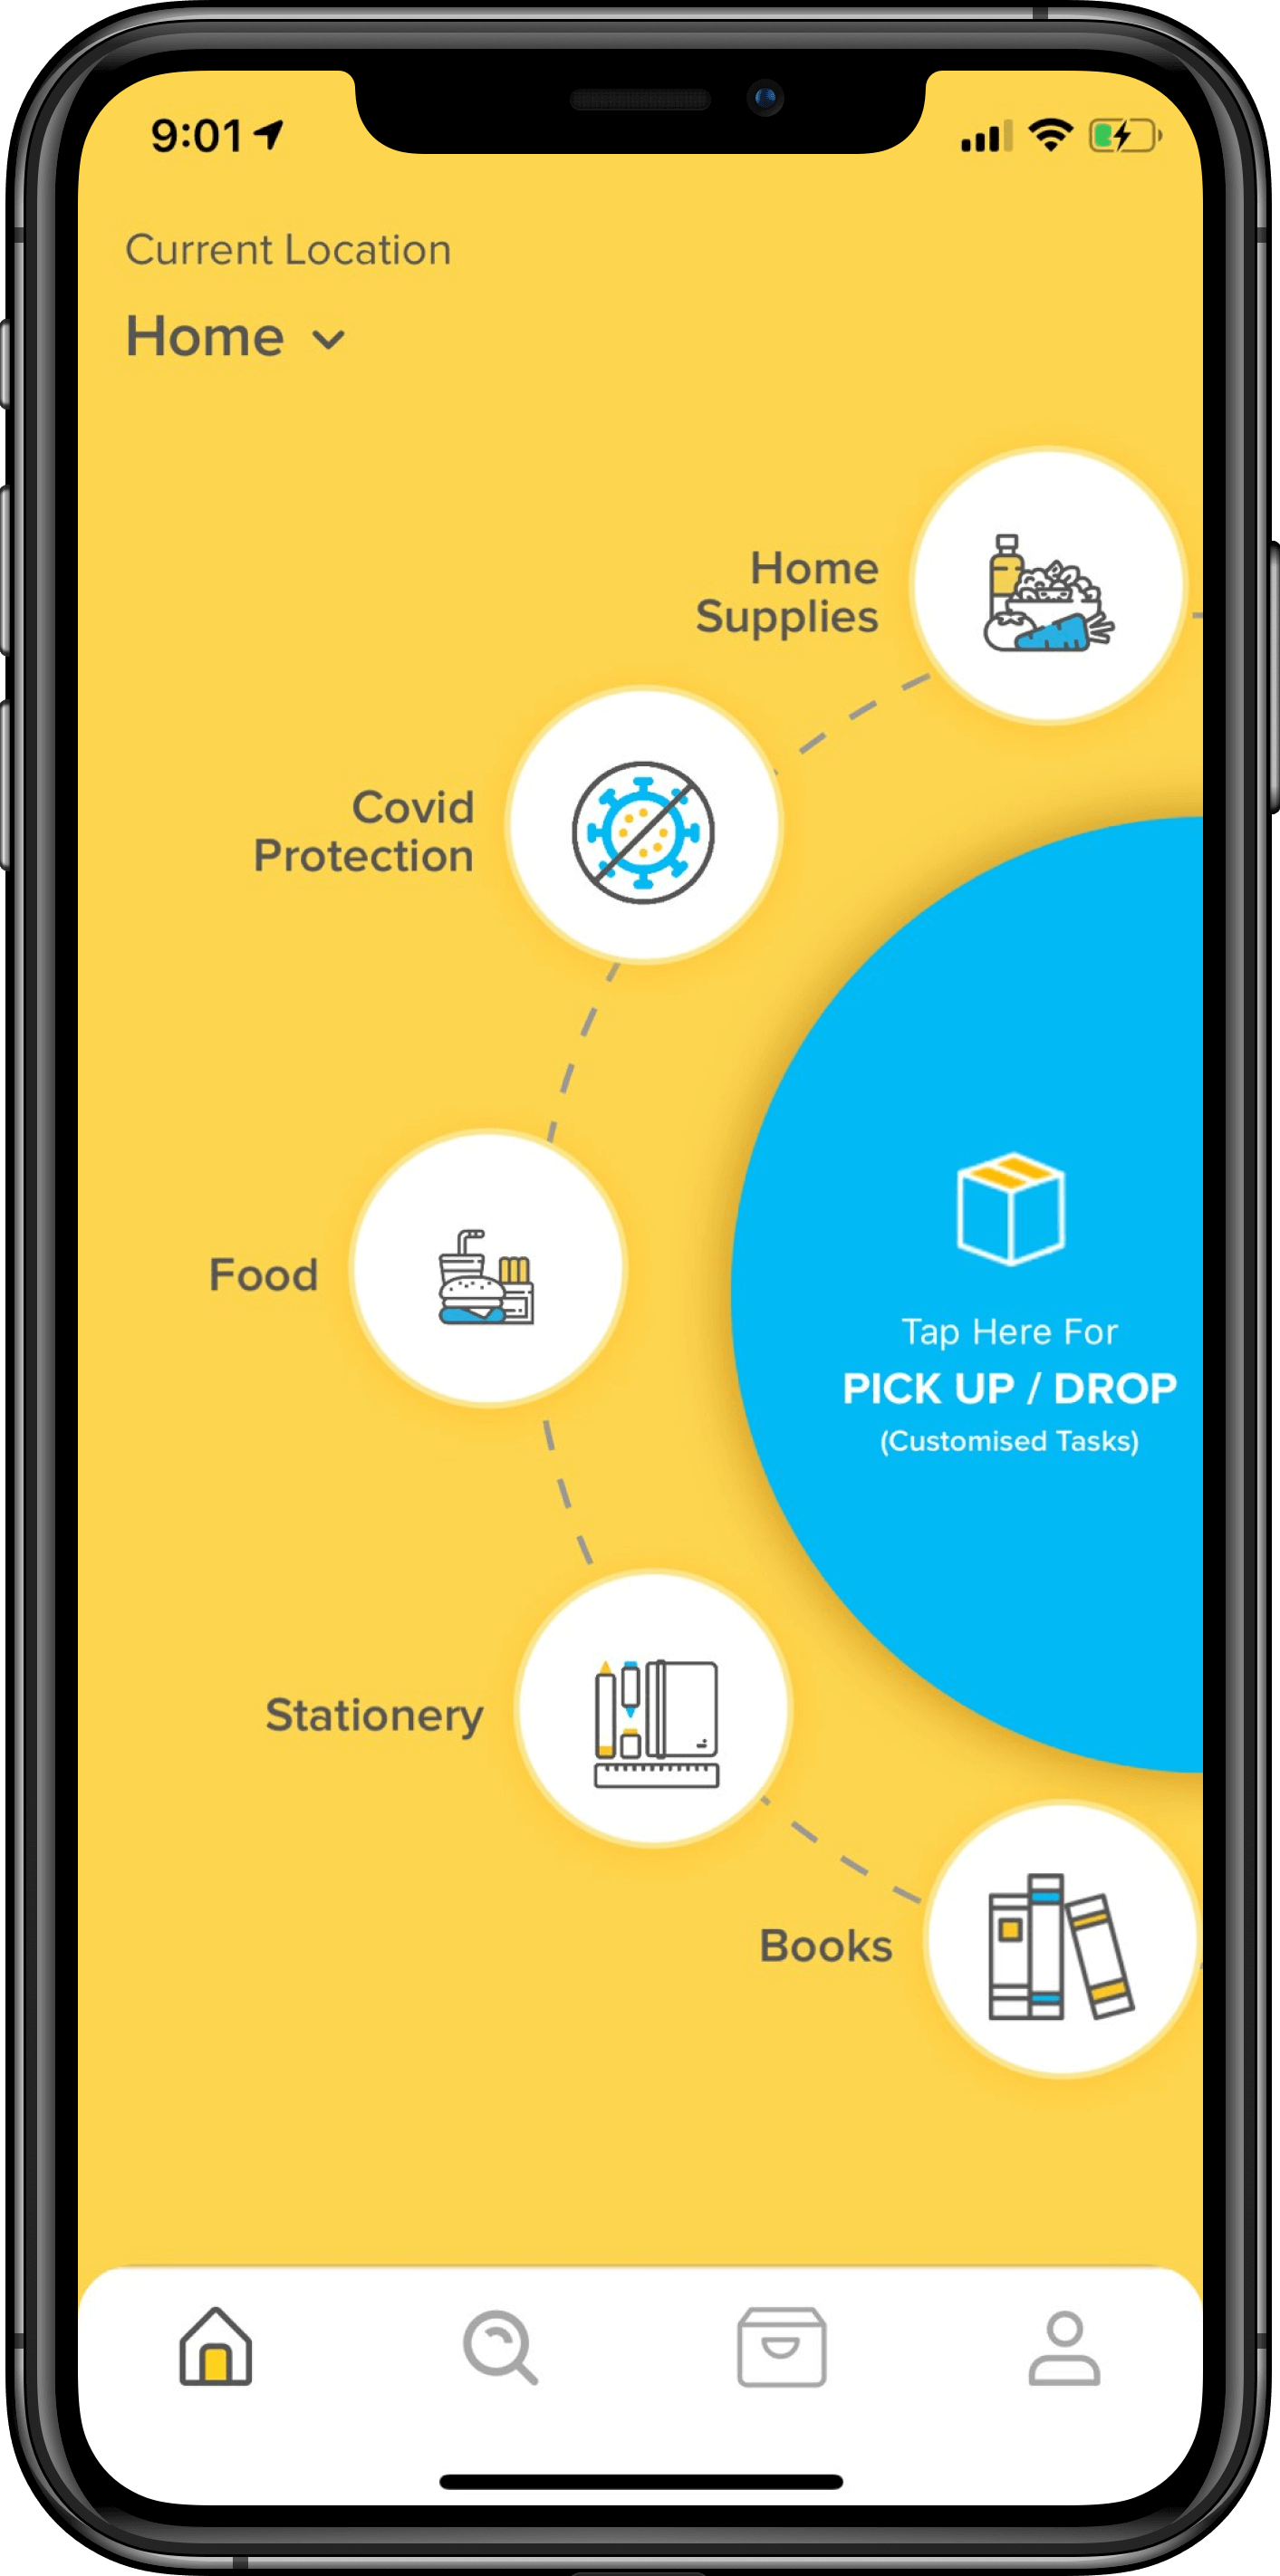 9:01
Current Location
Home
Home
Supplies
Covid
Protection
Food
Tap Here For
PICK UP / DROP
(Customised Tasks)
Stationery
Books